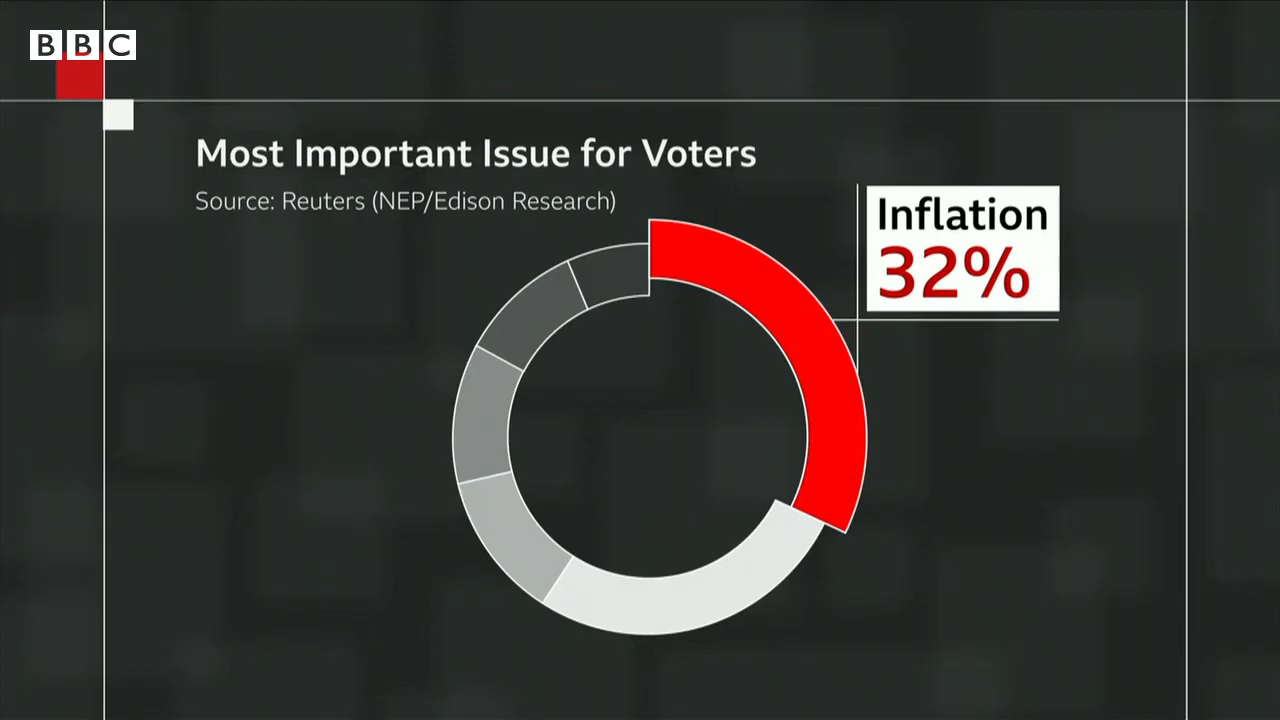 BBC
Most Important Issue for Voters
Source: Reuters (NEP/Edison Research)
Inflation
32%